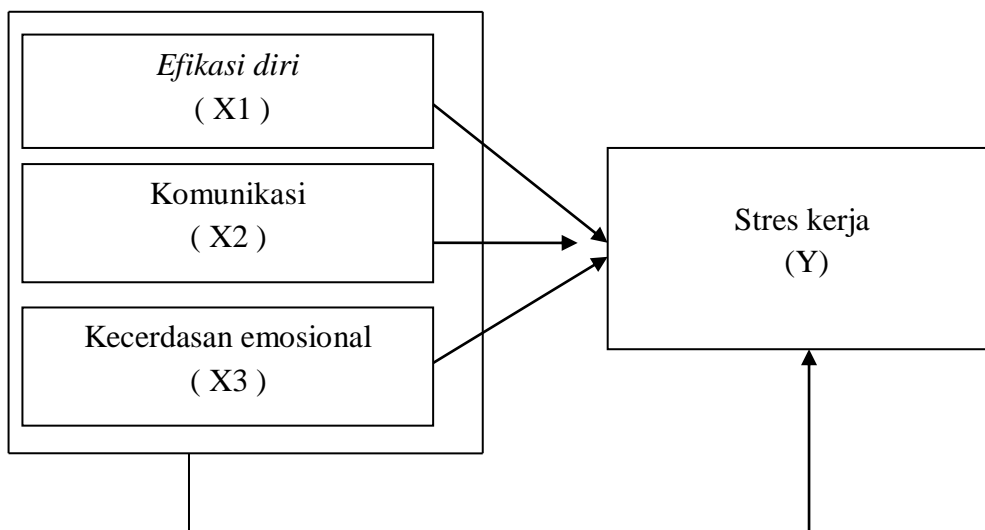 Efikasi diri
( X1 )
Komunikasi
( X2 )
Kecerdasan emosional
( X3 )
Stres kerja
(Y)